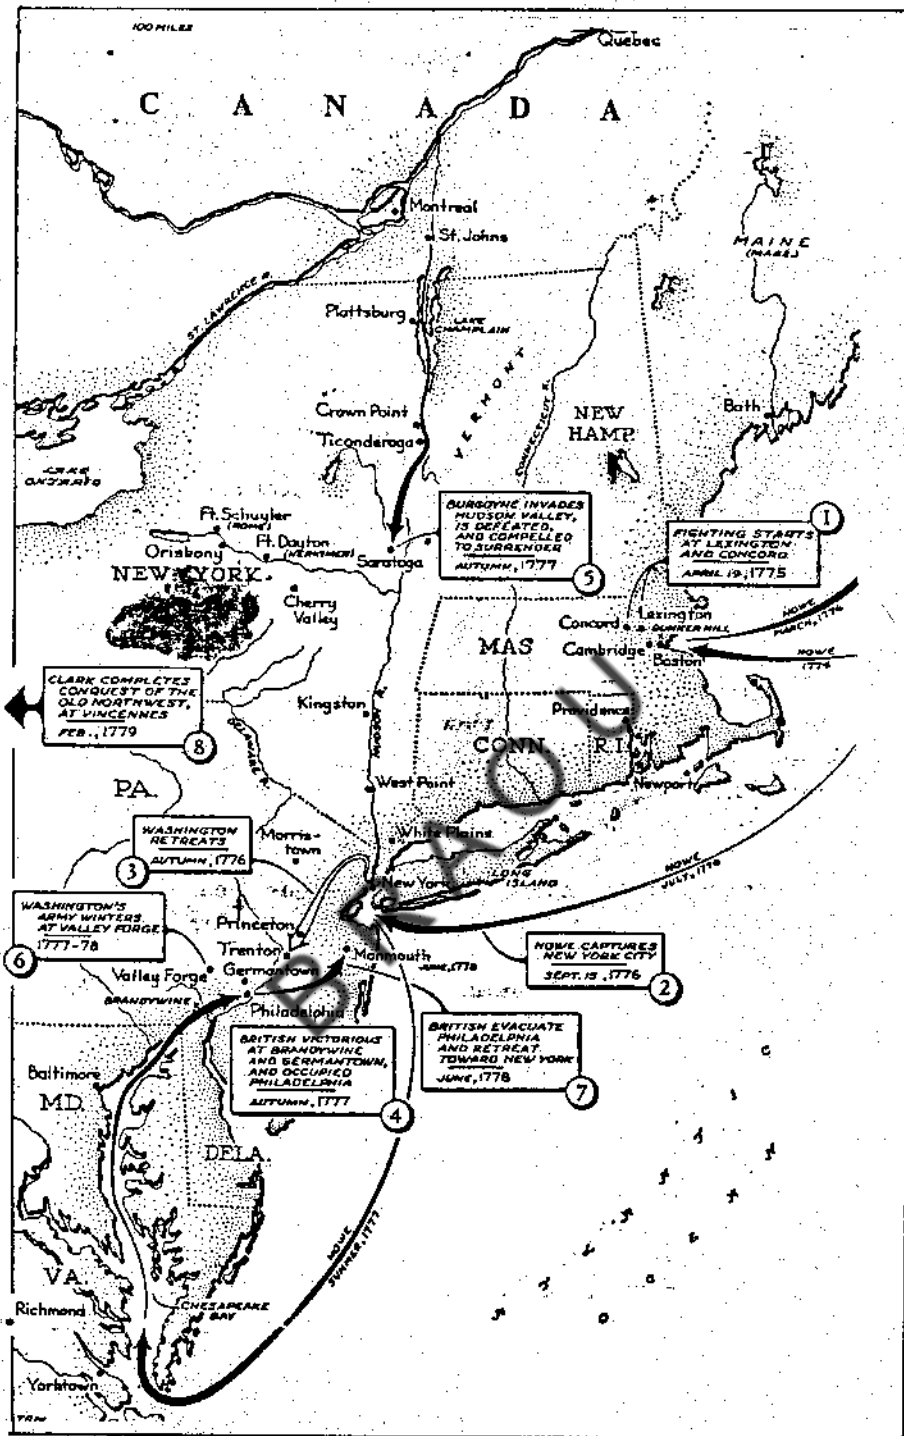 100 MILES
Quebec
CANADA
Montreal
St. Johns
MAINE
(MASS.)
ST. LAWRENCE R.
Plattsburg
LAKE
CHAMPLAIN
VERMONT
CONNECTICUT R.
NEW
HAMP.
Bath
Crown Point
Ticonderoga
LAKE
ONTARIO
Ft. Schuyler
(ROME)
Oriskany
Ft. Dayton
(HERKIMER)
Saratoga
NEW YORK.
Cherry
Valley
BURGOYNE INVADES
HUDSON VALLEY,
IS DEFEATED,
AND COMPELLED
TO SURRENDER
AUTUMN, 1777
5
1
FIGHTING STARTS
AT LEXINGTON
AND CONCORD
APRIL 19, 1775
Concord
Lexington
BUNKER HILL
Cambridge
Boston
HOWE
MARCH, 1776
HOWE
MAS
CLARK COMPLETES
CONQUEST OF THE
OLD NORTHWEST,
AT VINCENNES
FEB., 1779
8
Kingston
HUDSON R.
Providence
CONN.
R.I.
DELAWARE R.
West Point
Newport
PA.
WASHINGTON
RETREATS
AUTUMN, 1776
3
Morris-
town
White Plains
New York
LONG
ISLAND
HOWE
JULY, 1776
WASHINGTON'S
ARMY WINTERS
AT VALLEY FORGE
1777-78
6
Princeton
Trenton
Monmouth
JUNE, 1778
HOWE CAPTURES
NEW YORK CITY
SEPT. 15, 1776
2
Valley Forge
Germantown
BRANDYWINE
Philadelphia
BRITISH VICTORIOUS
AT BRANDYWINE
AND GERMANTOWN,
AND OCCUPIED
PHILADELPHIA
AUTUMN, 1777
4
BRITISH EVACUATE
PHILADELPHIA
AND RETREAT
TOWARD NEW YORK
JUNE, 1778
7
Baltimore
MD.
DELA.
HOWE
SUMMER, 1777
VA.
Richmond
CHESAPEAKE
BAY
Yorktown
BRAOU